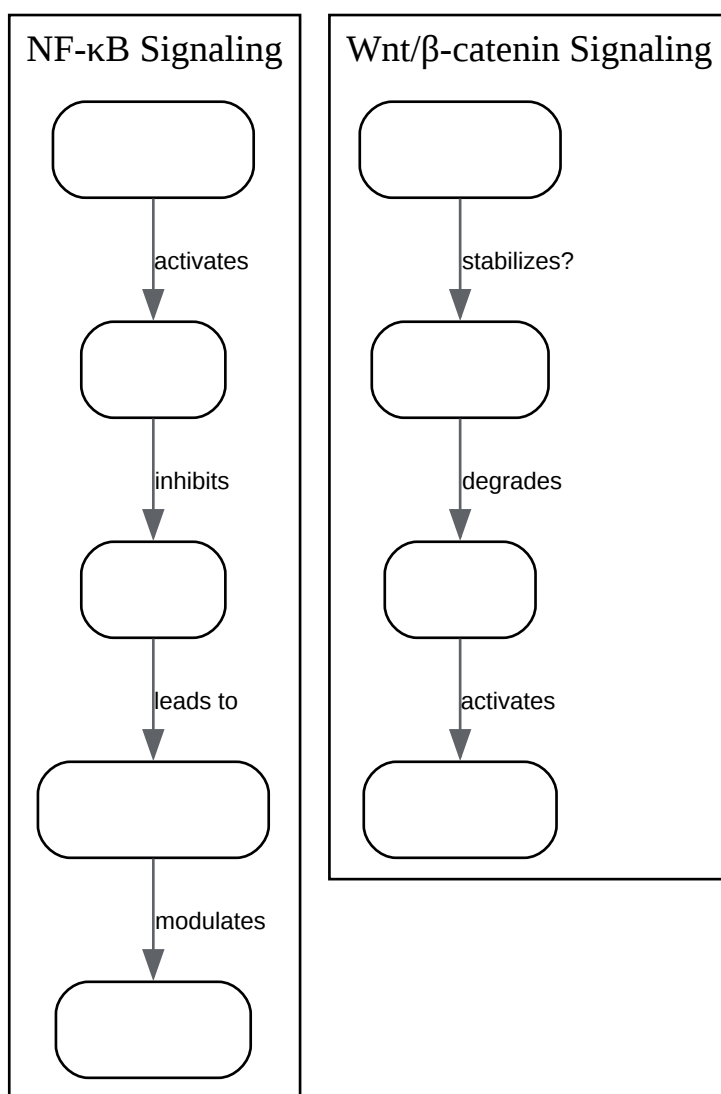 NF-κB Signaling
activates
inhibits
leads to
modulates
Wnt/β-catenin Signaling
stabilizes?
degrades
activates